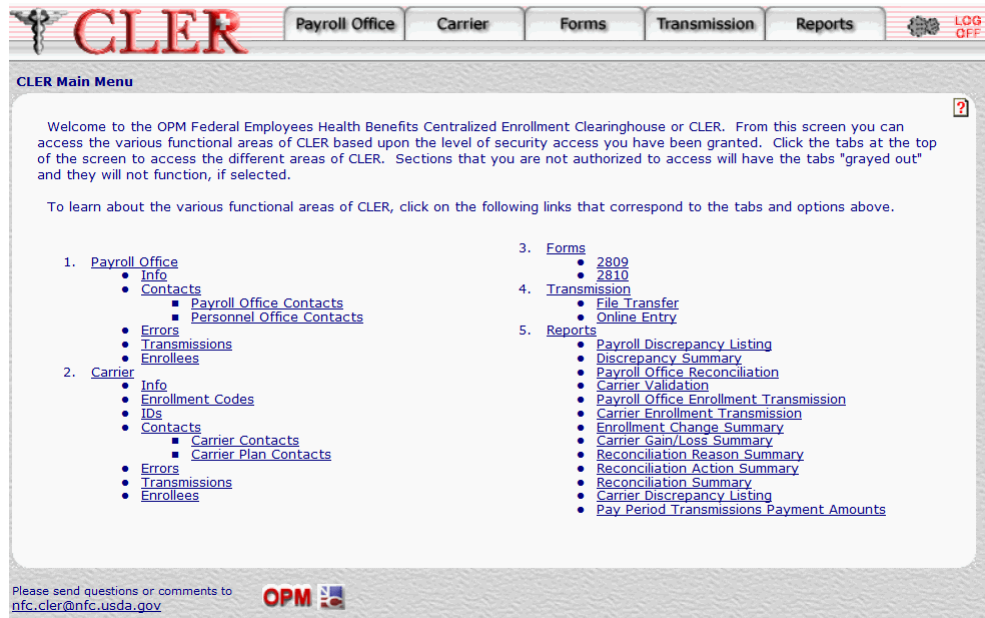 CLER
Payroll Office
Carrier
Forms
Transmission
Reports
LOG
OFF
CLER Main Menu
?
Welcome to the OPM Federal Employees Health Benefits Centralized Enrollment Clearinghouse or CLER. From this screen you can
access the various functional areas of CLER based upon the level of security access you have been granted. Click the tabs at the top
of the screen to access the different areas of CLER. Sections that you are not authorized to access will have the tabs "grayed out"
and they will not function, if selected.
To learn about the various functional areas of CLER, click on the following links that correspond to the tabs and options above.
1. Payroll Office
• Info
• Contacts
▪ Payroll Office Contacts
▪ Personnel Office Contacts
• Errors
• Transmissions
• Enrollees
2. Carrier
• Info
• Enrollment Codes
• IDs
• Contacts
▪ Carrier Contacts
▪ Carrier Plan Contacts
• Errors
• Transmissions
• Enrollees
3. Forms
• 2809
• 2810
4. Transmission
• File Transfer
• Online Entry
5. Reports
• Payroll Discrepancy Listing
• Discrepancy Summary
• Payroll Office Reconciliation
• Carrier Validation
• Payroll Office Enrollment Transmission
• Carrier Enrollment Transmission
• Enrollment Change Summary
• Carrier Gain/Loss Summary
• Reconciliation Reason Summary
• Reconciliation Action Summary
• Reconciliation Summary
• Carrier Discrepancy Listing
• Pay Period Transmissions Payment Amounts
Please send questions or comments to
nfc.cler@nfc.usda.gov
OPM